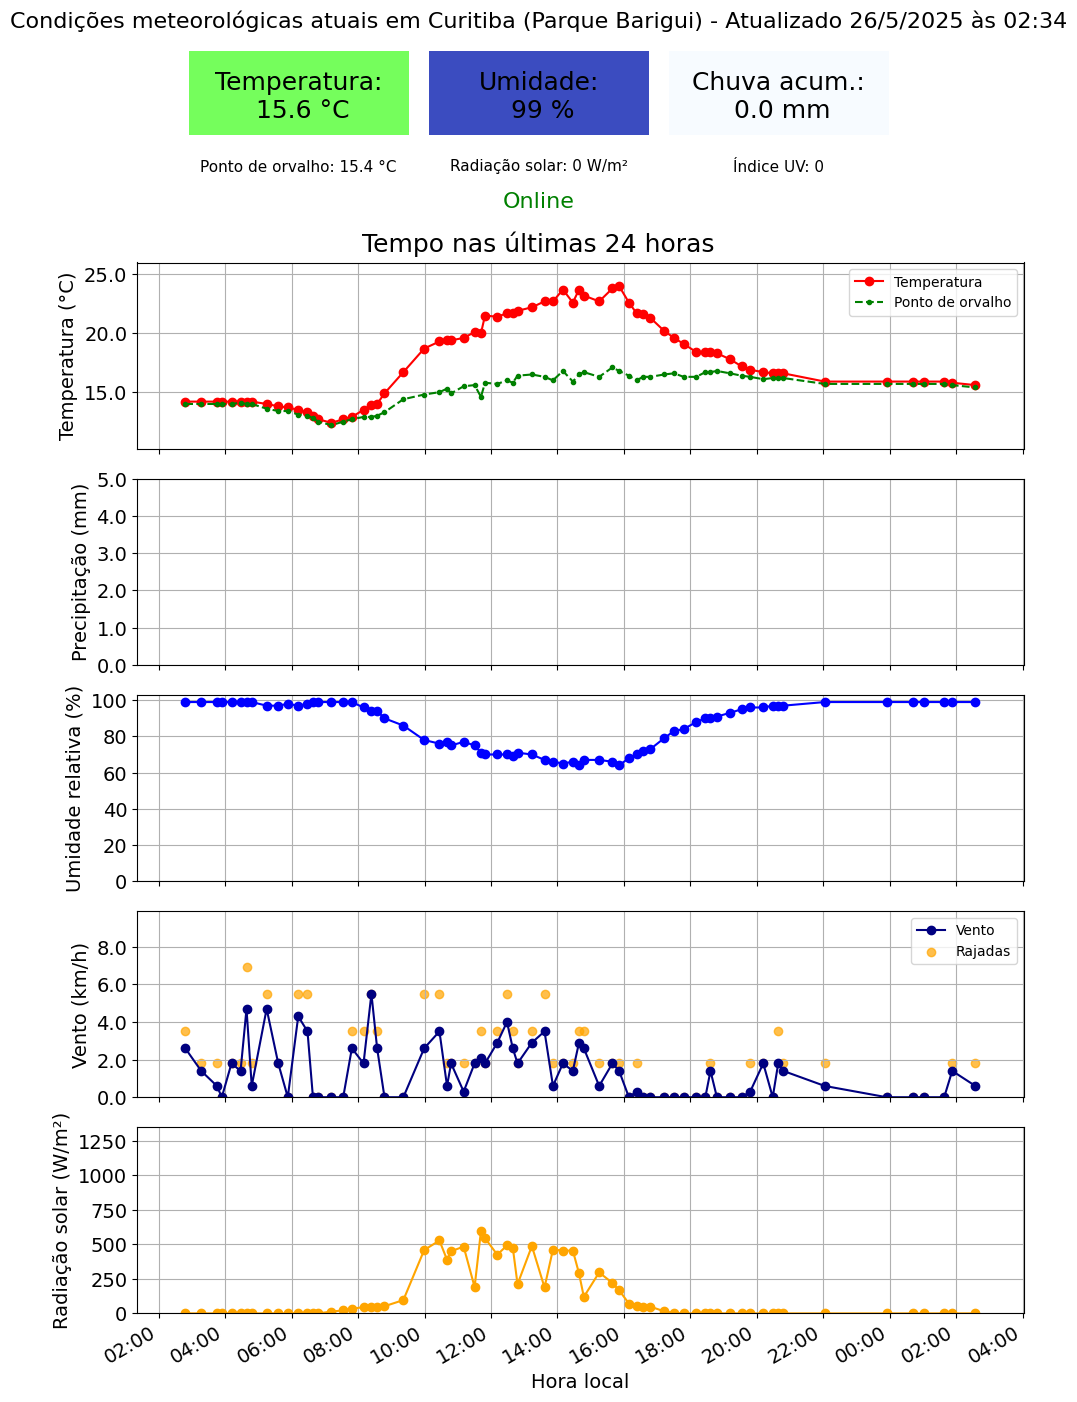 Condições meteorológicas atuais em Curitiba (Parque Barigui) - Atualizado 26/5/2025 às 02:34
Temperatura:
15.6 °C
Umidade:
99 %
Chuva acum.:
0.0 mm
Ponto de orvalho: 15.4 °C
Radiação solar: 0 W/m²
Índice UV: 0
Online
Tempo nas últimas 24 horas
Temperatura (°C)
25.0
20.0
15.0
Temperatura
Ponto de orvalho
Precipitação (mm)
5.0
4.0
3.0
2.0
1.0
0.0
Umidade relativa (%)
100
80
60
40
20
0
Vento (km/h)
8.0
6.0
4.0
2.0
0.0
Vento
Rajadas
Radiação solar (W/m²)
1250
1000
750
500
250
0
02:00
04:00
06:00
08:00
10:00
12:00
14:00
16:00
18:00
20:00
22:00
00:00
02:00
04:00
Hora local